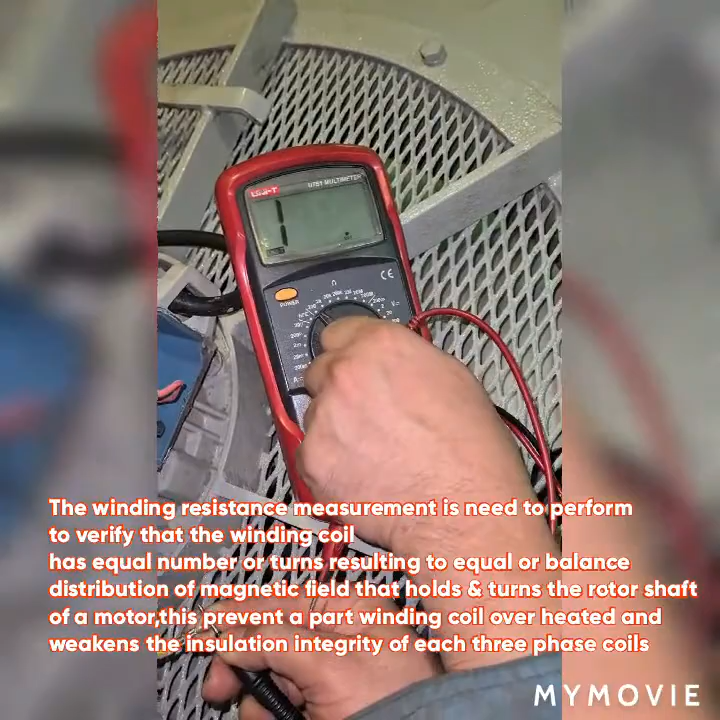 UNI-T UT51 MULTIMETER
1
CE
POWER
Ω
The winding resistance measurement is need to perform
to verify that the winding coil
has equal number or turns resulting to equal or balance
distribution of magnetic field that holds & turns the rotor shaft
of a motor,this prevent a part winding coil over heated and
weakens the insulation integrity of each three phase coils
MYMOVIE